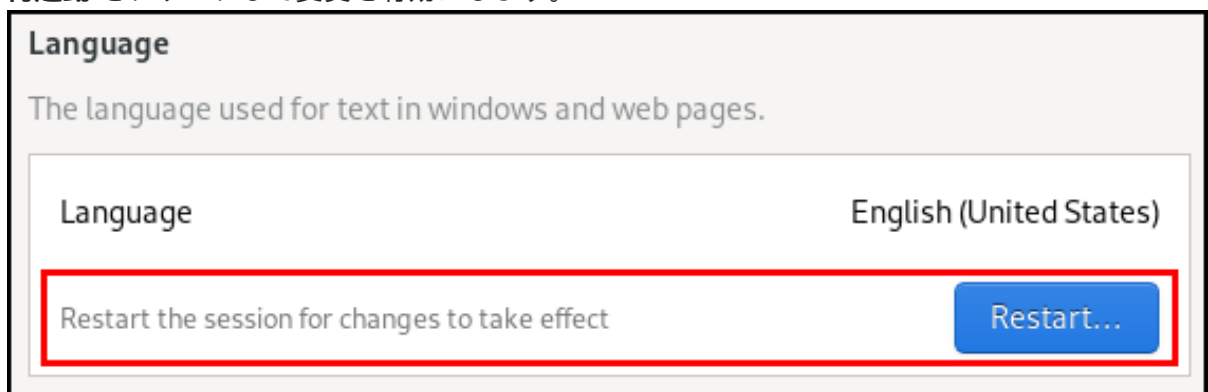 Language
The language used for text in windows and web pages.
Language English (United States)
Restart the session for changes to take effect Restart...